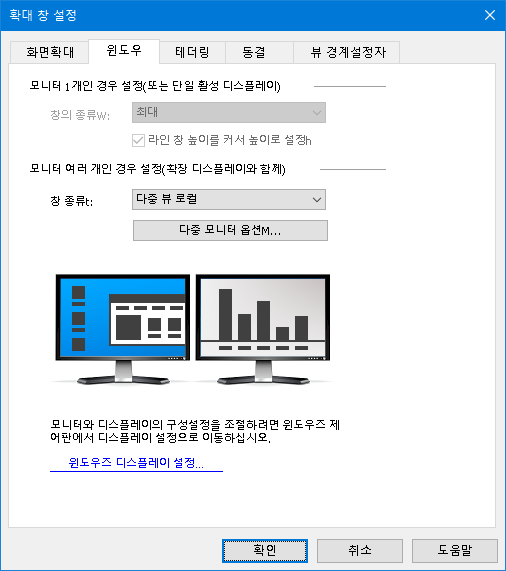 확대 창 설정
화면확대
윈도우
테더링
동결
뷰 경계설정자
모니터 1개인 경우 설정(또는 단일 활성 디스플레이)
창의 종류W:
최대
라인 창 높이를 커서 높이로 설정h
모니터 여러 개인 경우 설정(확장 디스플레이와 함께)
창 종류t:
다중 뷰 로컬
다중 모니터 옵션M...
모니터와 디스플레이의 구성설정을 조절하려면 윈도우즈 제
어판에서 디스플레이 설정으로 이동하십시오.
윈도우즈 디스플레이 설정...
확인
취소
도움말